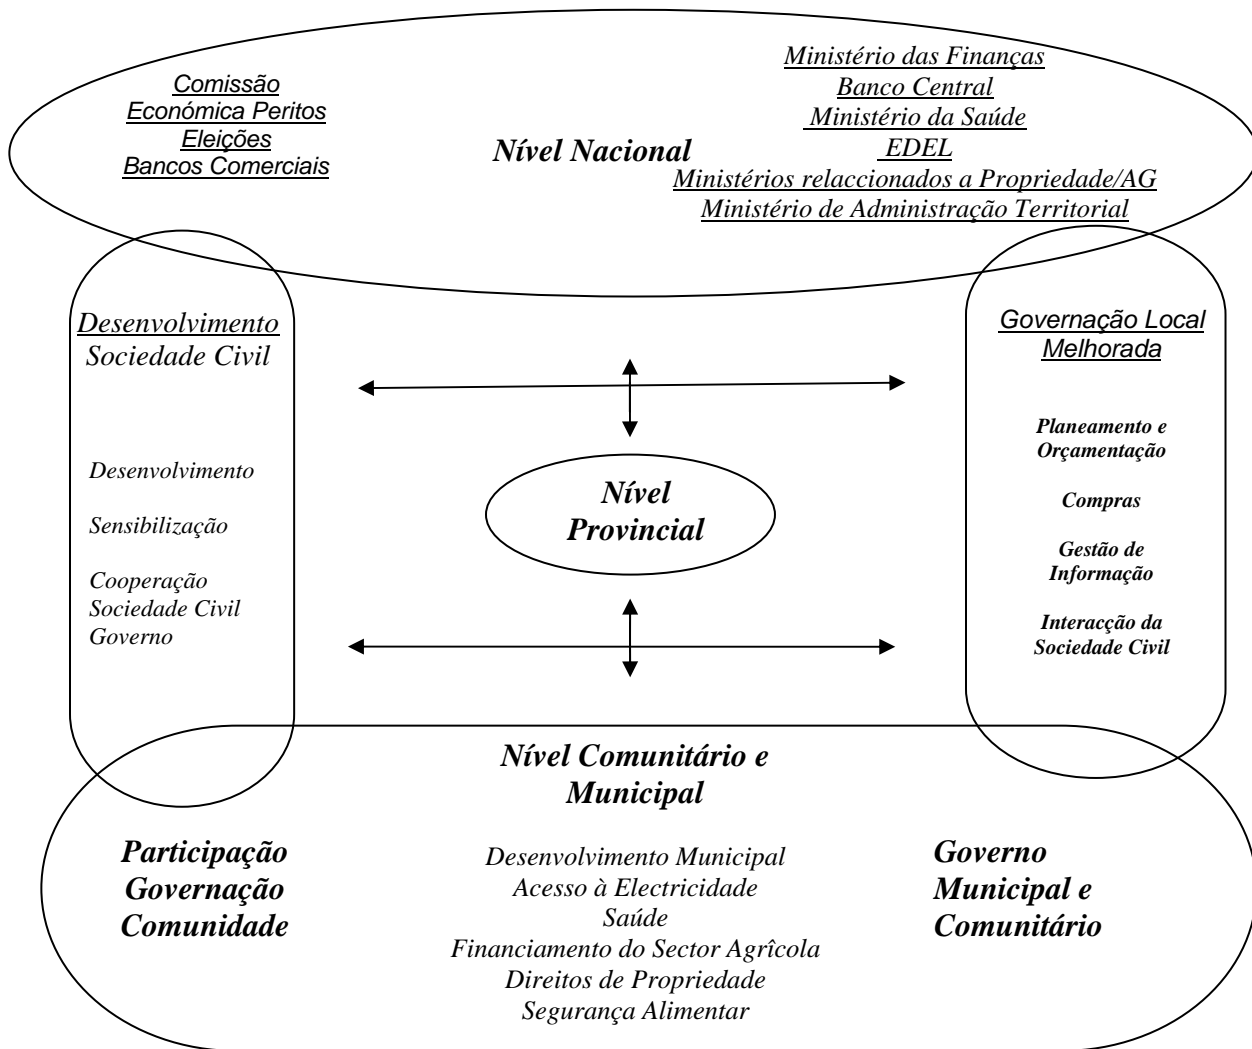 Comissão
Económica Peritos
Eleições
Bancos Comerciais
Nível Nacional
Ministério das Finanças
Banco Central
Ministério da Saúde
EDEL
Ministérios relaccionados a Propriedade/AG
Ministério de Administração Territorial
Desenvolvimento
Sociedade Civil
Desenvolvimento
Sensibilização
Cooperação
Sociedade Civil
Governo
Nível
Provincial
Governação Local
Melhorada
Planeamento e
Orçamentação
Compras
Gestão de
Informação
Interacção da
Sociedade Civil
Nível Comunitário e
Municipal
Participação
Governação
Comunidade
Desenvolvimento Municipal
Acesso à Electricidade
Saúde
Financiamento do Sector Agrîcola
Direitos de Propriedade
Segurança Alimentar
Governo
Municipal e
Comunitário